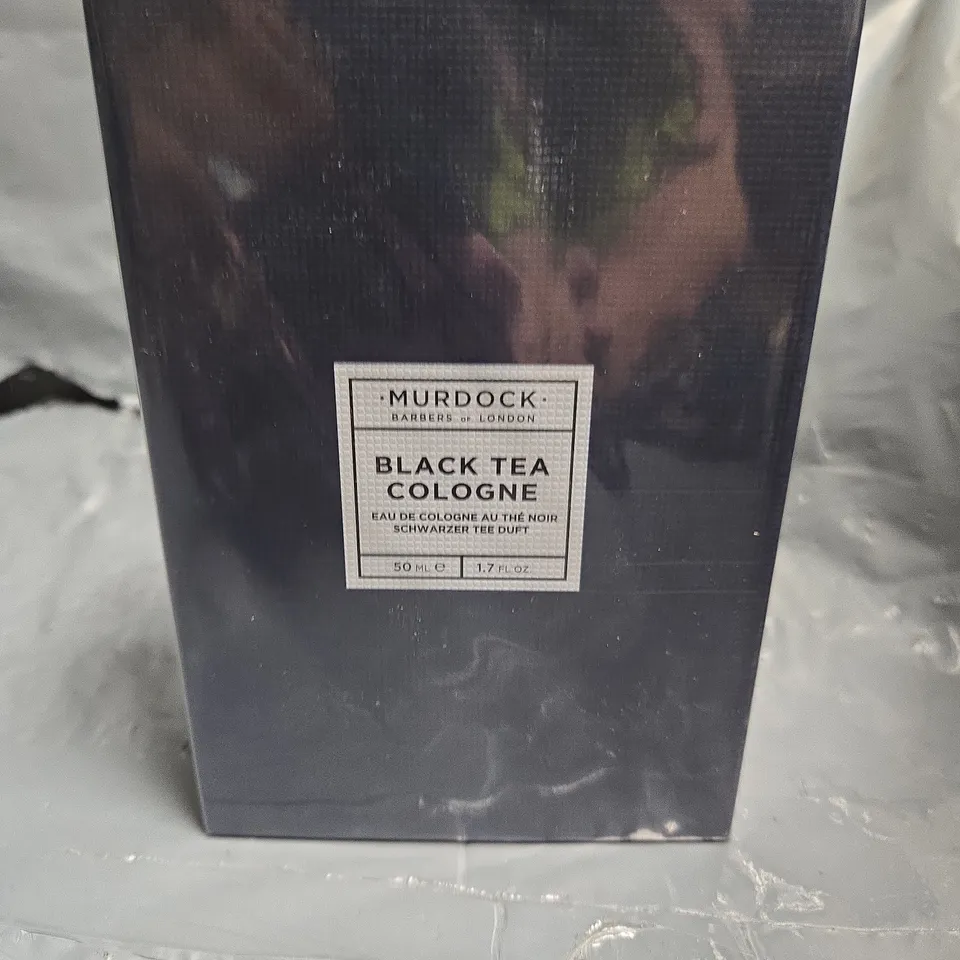 ·MURDOCK·
BARBERS OF LONDON
BLACK TEA
COLOGNE
EAU DE COLOGNE AU THÉ NOIR
SCHWARZER TEE DUFT
50 ML ℮ 1.7 FL OZ.